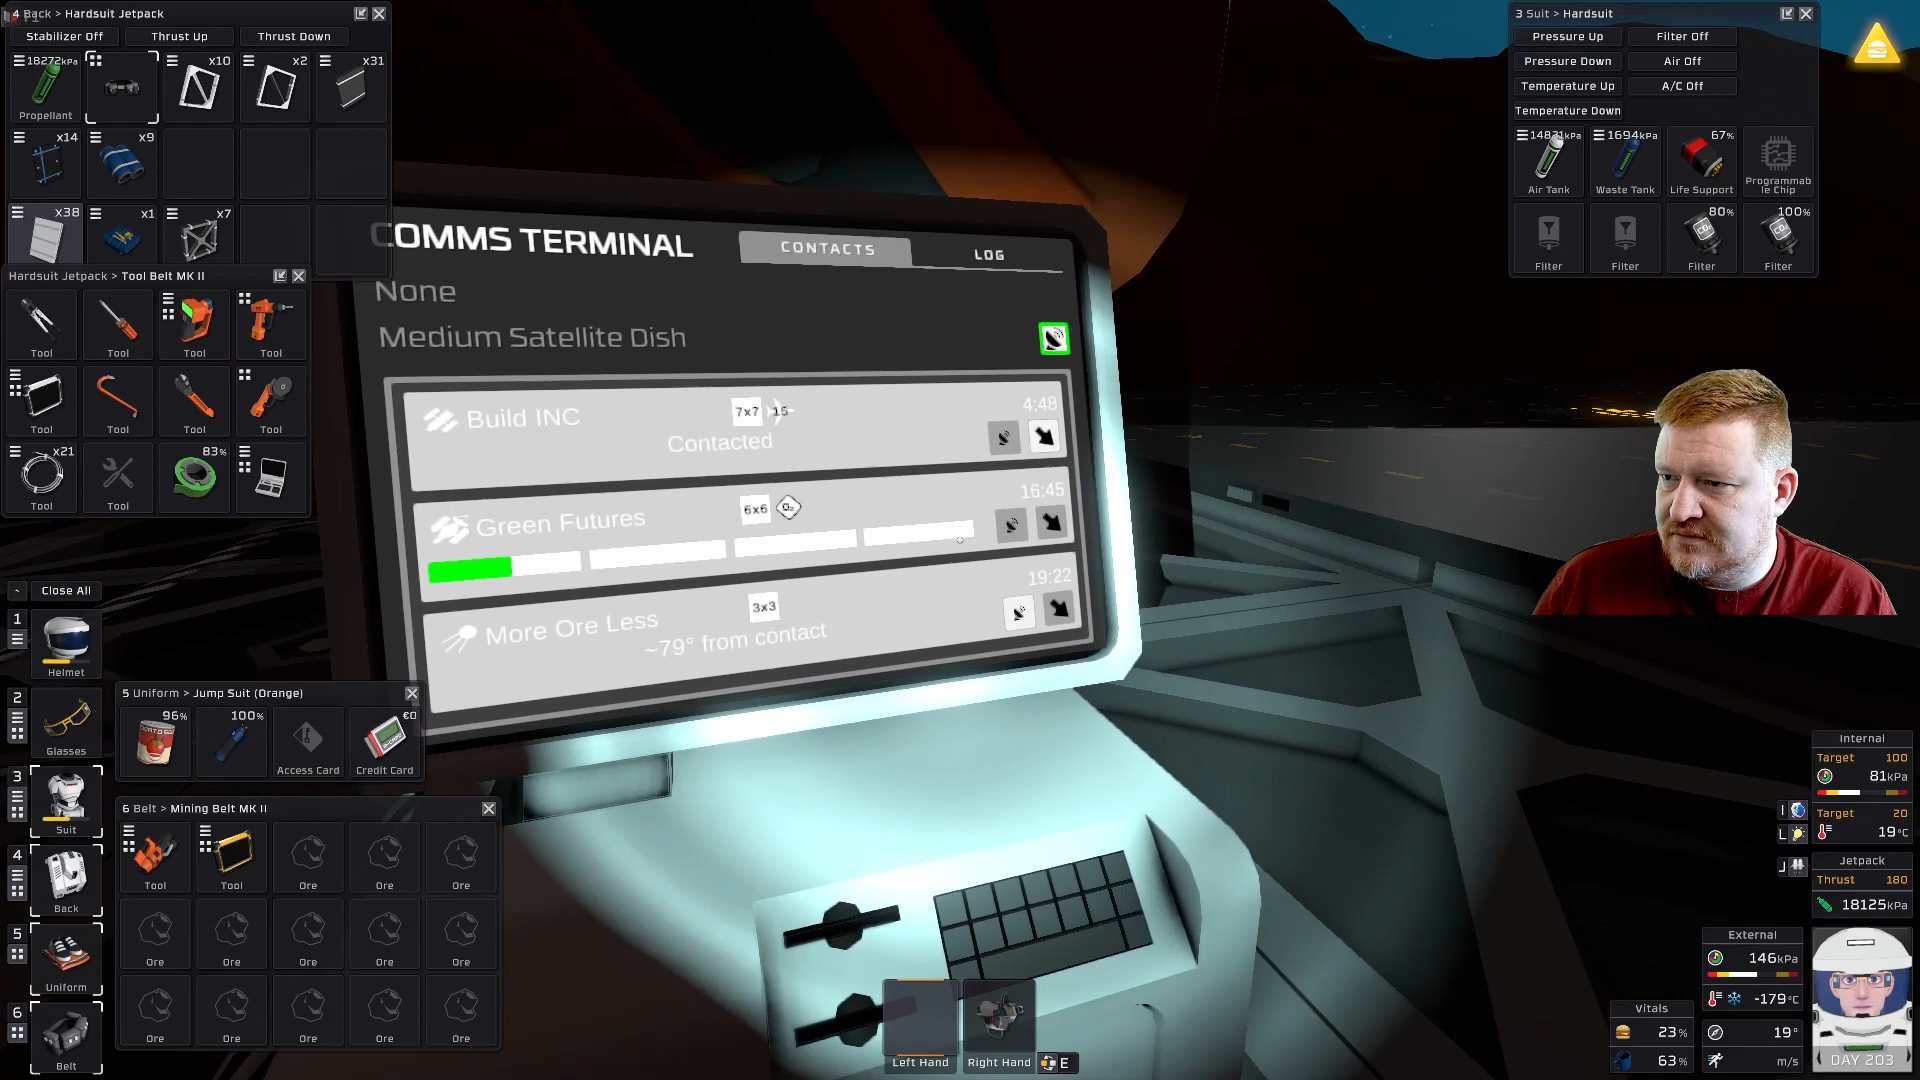 4 Back > Hardsuit Jetpack
Stabilizer Off
Thrust Up
Thrust Down
18272kPa
x10
x2
x31
Propellant
x14
x9
x38
x1
x7
Hardsuit Jetpack > Tool Belt MK II
Tool
Tool
Tool
Tool
Tool
Tool
Tool
Tool
x21
83%
Tool
Tool
3 Suit > Hardsuit
Pressure Up
Filter Off
Pressure Down
Air Off
Temperature Up
A/C Off
Temperature Down
1694kPa
67%
Air Tank
Waste Tank
Life Support
Programmab
le Chip
80%
100%
Filter
Filter
Filter
Filter
COMMS TERMINAL
CONTACTS
LOG
None
Medium Satellite Dish
Build INC
7x7
15
4:48
Contacted
Green Futures
6x6
O₂
16:45
More Ore Less
3x3
19:22
~79° from contact
~
Close All
1
Helmet
2
Glasses
3
Suit
4
Back
5
Uniform
6
Belt
5 Uniform > Jump Suit (Orange)
96%
100%
€0
Access Card
Credit Card
6 Belt > Mining Belt MK II
Tool
Tool
Ore
Ore
Ore
Ore
Ore
Ore
Ore
Ore
Ore
Ore
Ore
Ore
Ore
Left Hand
Right Hand
E
Internal
Target 100
81kPa
Target 20
19°C
I
L
J
Jetpack
Thrust 180
18125kPa
External
146kPa
-179°C
Vitals
23%
63%
19°
m/s
DAY 203